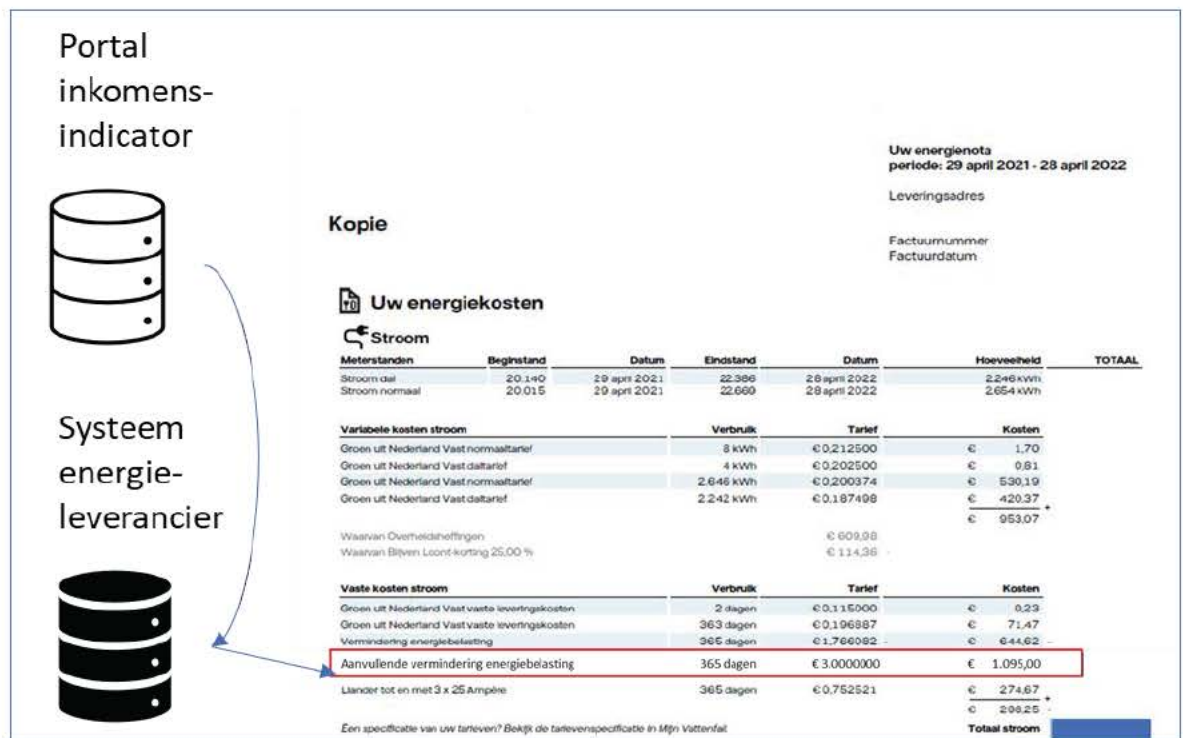 Portal
inkomens-
indicator
Systeem
energie-
leverancier
Uw energienota
periode: 29 april 2021 - 28 april 2022
Leveringsadres
Kopie
Factuurnummer
Factuurdatum
Uw energiekosten
Stroom
Meterstanden Beginstand Datum Eindstand Datum Hoeveelheid TOTAAL
Stroom dal 20.140 29 april 2021 22.386 28 april 2022 2.246 kWh
Stroom normaal 20.015 29 april 2021 22.669 28 april 2022 2.654 kWh
Variabele kosten stroom Verbruik Tarief Kosten
Groen uit Nederland Vast normaaltarief 8 kWh € 0,212500 € 1,70
Groen uit Nederland Vast daltarief 4 kWh € 0,202500 € 0,81
Groen uit Nederland Vast normaaltarief 2.646 kWh € 0,200374 € 530,19
Groen uit Nederland Vast daltarief 2.242 kWh € 0,187498 € 420,37 +
€ 953,07
Waarvan Overheidsheffingen € 609,98
Waarvan Blijven Loont-korting 25,00 % € 114,36 -
Vaste kosten stroom Verbruik Tarief Kosten
Groen uit Nederland Vast vaste leveringskosten 2 dagen € 0,115000 € 0,23
Groen uit Nederland Vast vaste leveringskosten 363 dagen € 0,196887 € 71,47
Vermindering energiebelasting 365 dagen € 1,766082 - € 644,62 -
Aanvullende vermindering energiebelasting 365 dagen € 3.0000000 € 1.095,00
Liander tot en met 3 x 25 Ampère 365 dagen € 0,752521 € 274,67 +
€ 298,25 -
Een specificatie van uw tarieven? Bekijk de tarievenspecificatie in Mijn Vattenfall Totaal stroom